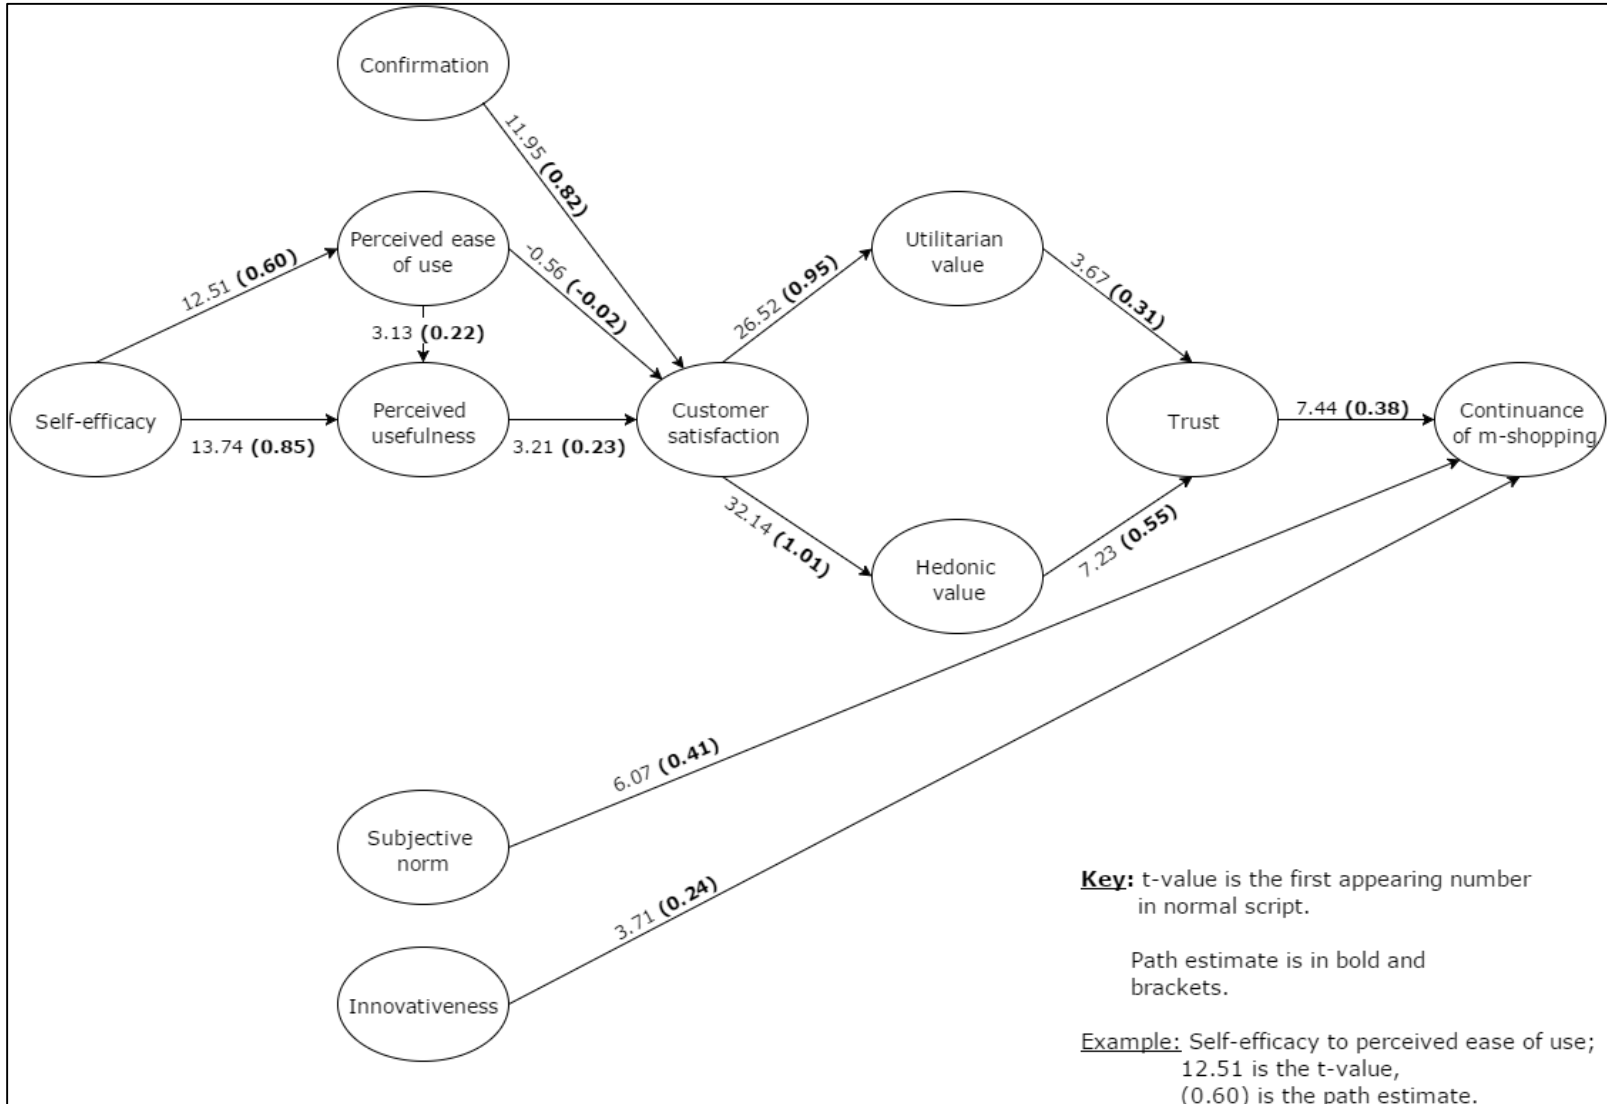 Confirmation
11.95 (0.82)
Perceived ease
of use
12.51 (0.60)
-0.56 (-0.02)
3.13 (0.22)
Utilitarian
value
26.52 (0.95)
3.67 (0.31)
Self-efficacy
13.74 (0.85)
Perceived
usefulness
3.21 (0.23)
Customer
satisfaction
Trust
7.44 (0.38)
Continuance
of m-shopping
32.14 (1.01)
Hedonic
value
7.23 (0.55)
6.07 (0.41)
Subjective
norm
3.71 (0.24)
Innovativeness
Key: t-value is the first appearing number
in normal script.
Path estimate is in bold and
brackets.
Example: Self-efficacy to perceived ease of use;
12.51 is the t-value,
(0.60) is the path estimate.